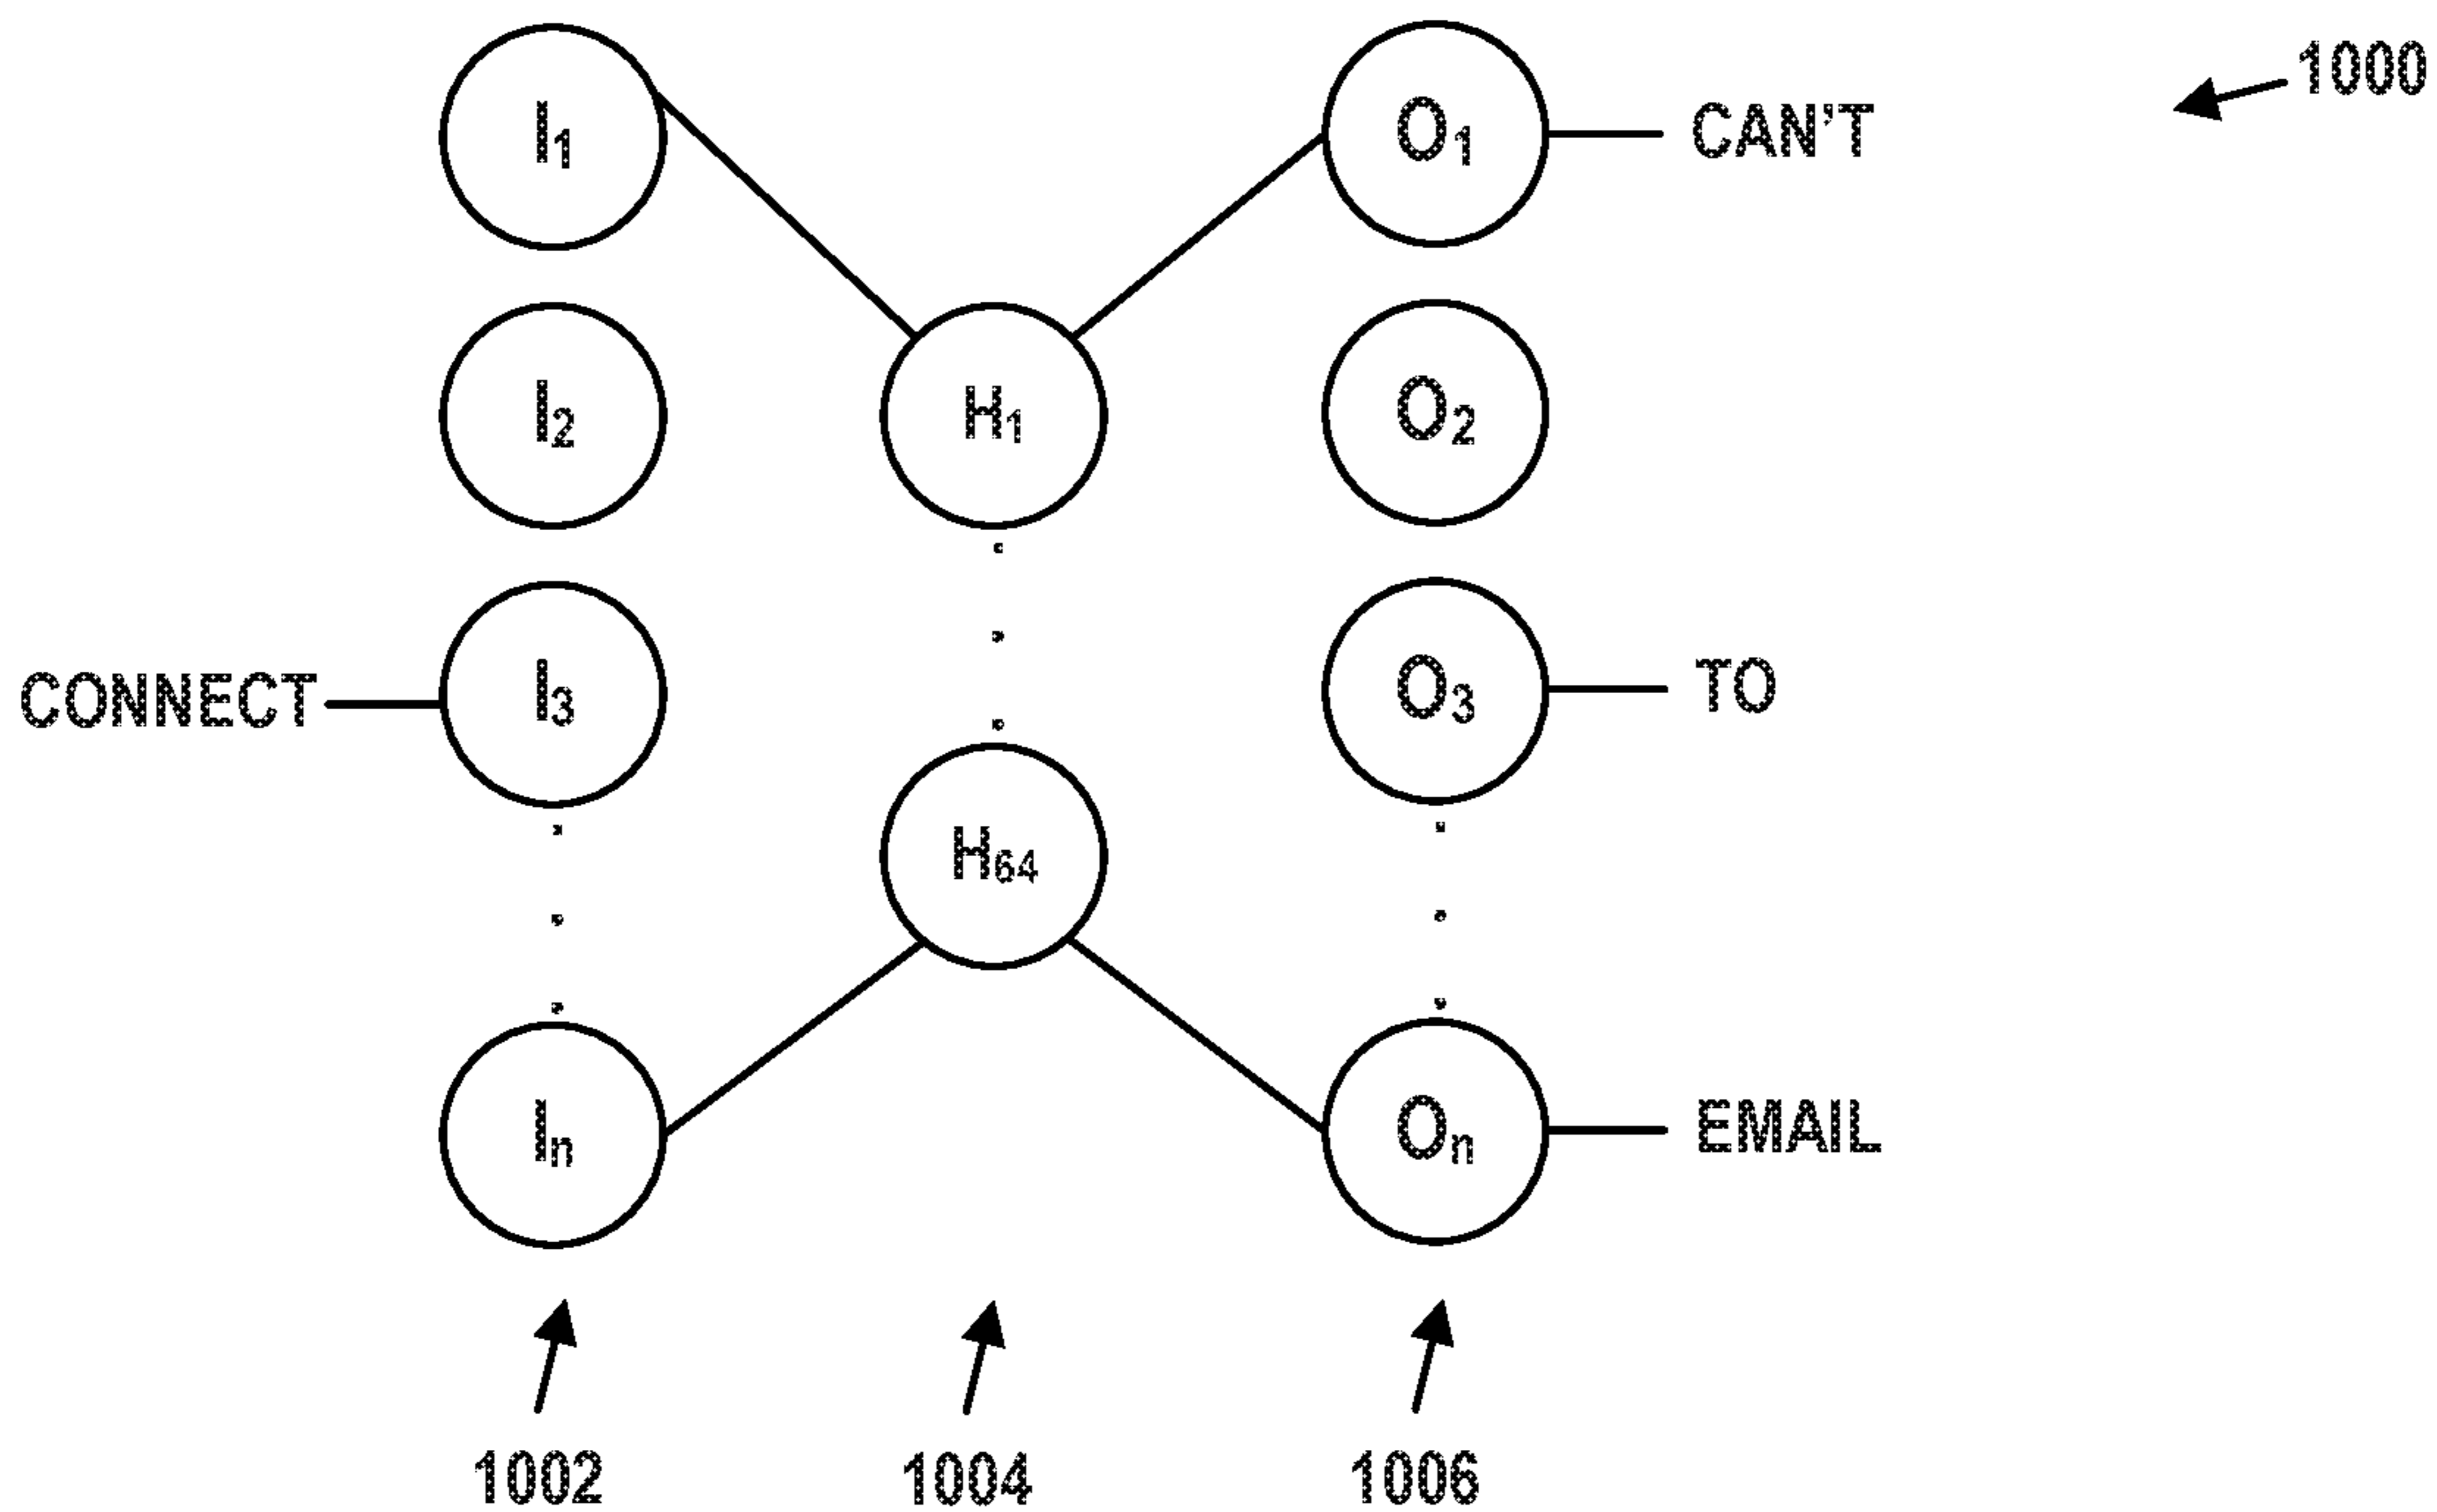 1000
I₁ O₁ CAN'T
I₂ H₁ O₂
CONNECT I₃ O₃ TO
H₆₄
Iₙ Oₙ EMAIL
1002 1004 1006